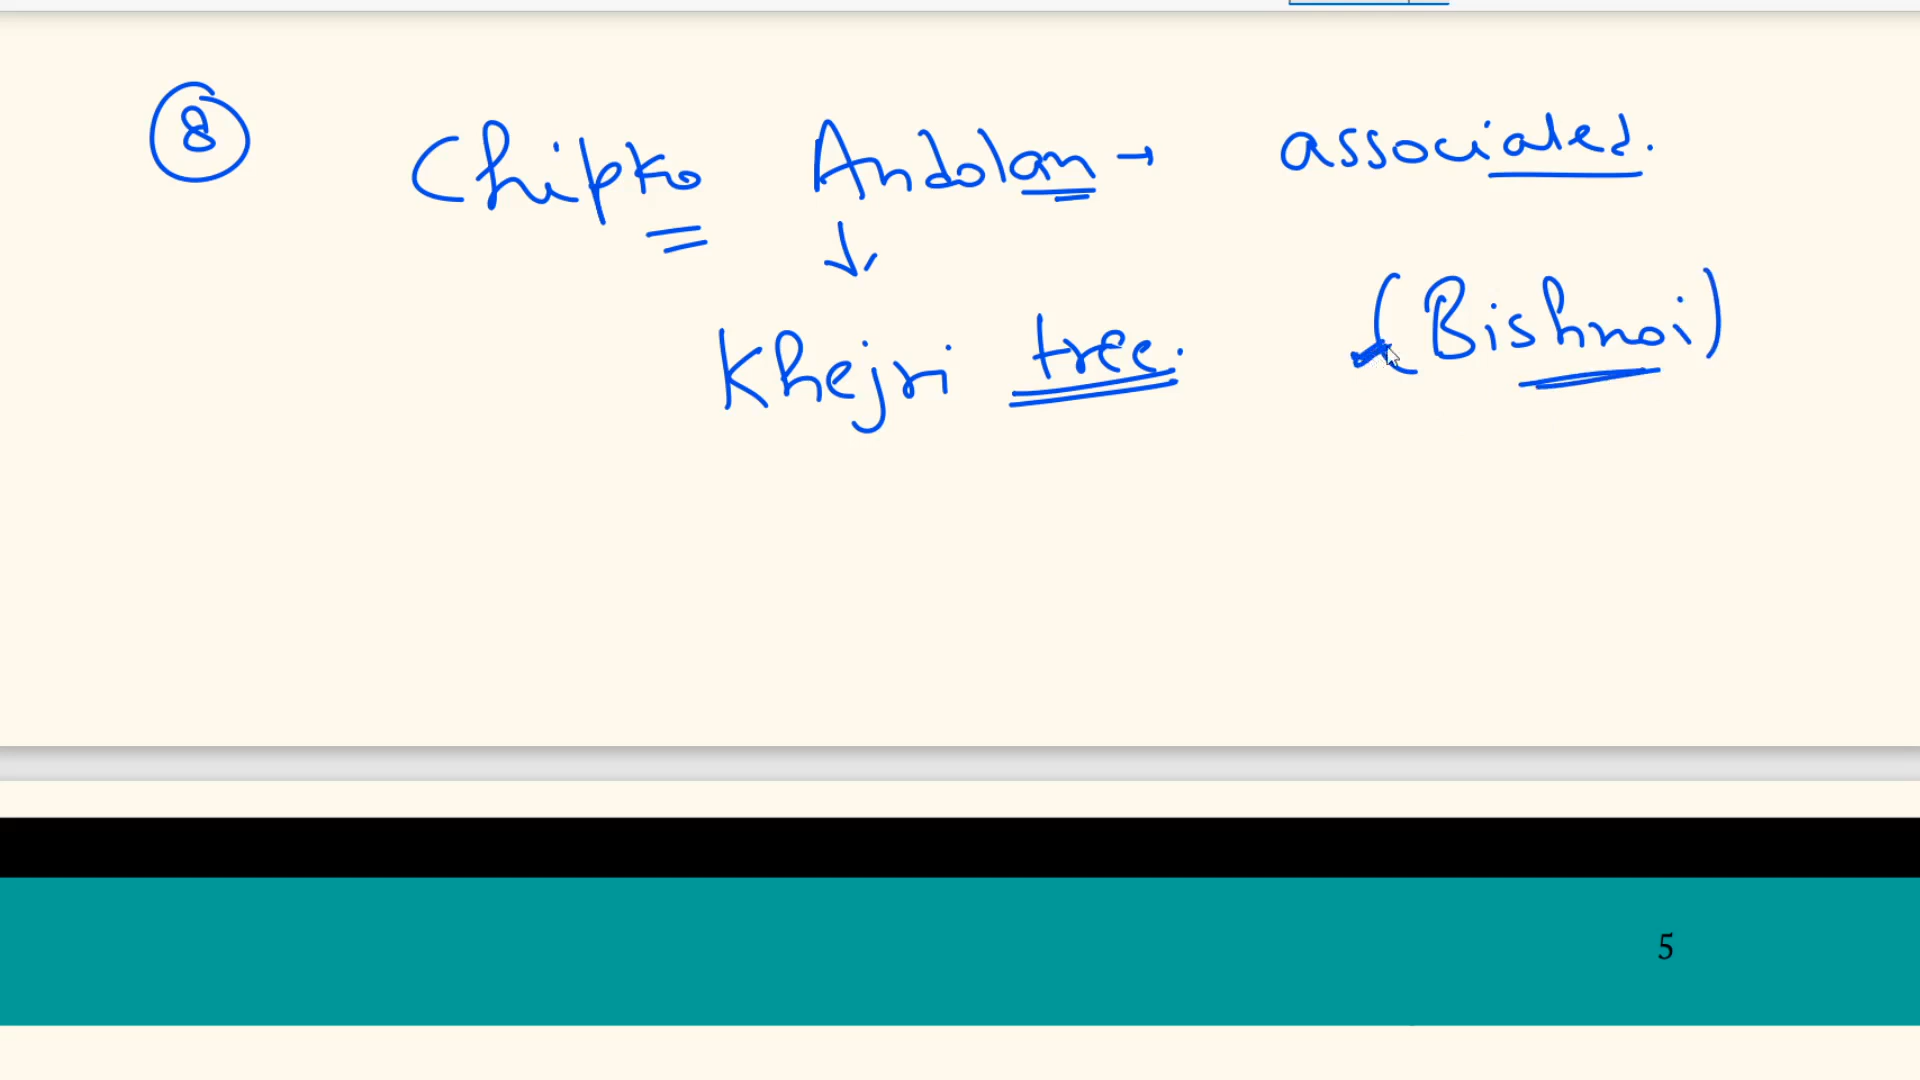 8 Chipko Andolan → associated.
Khejri tree. (Bishnoi)
5